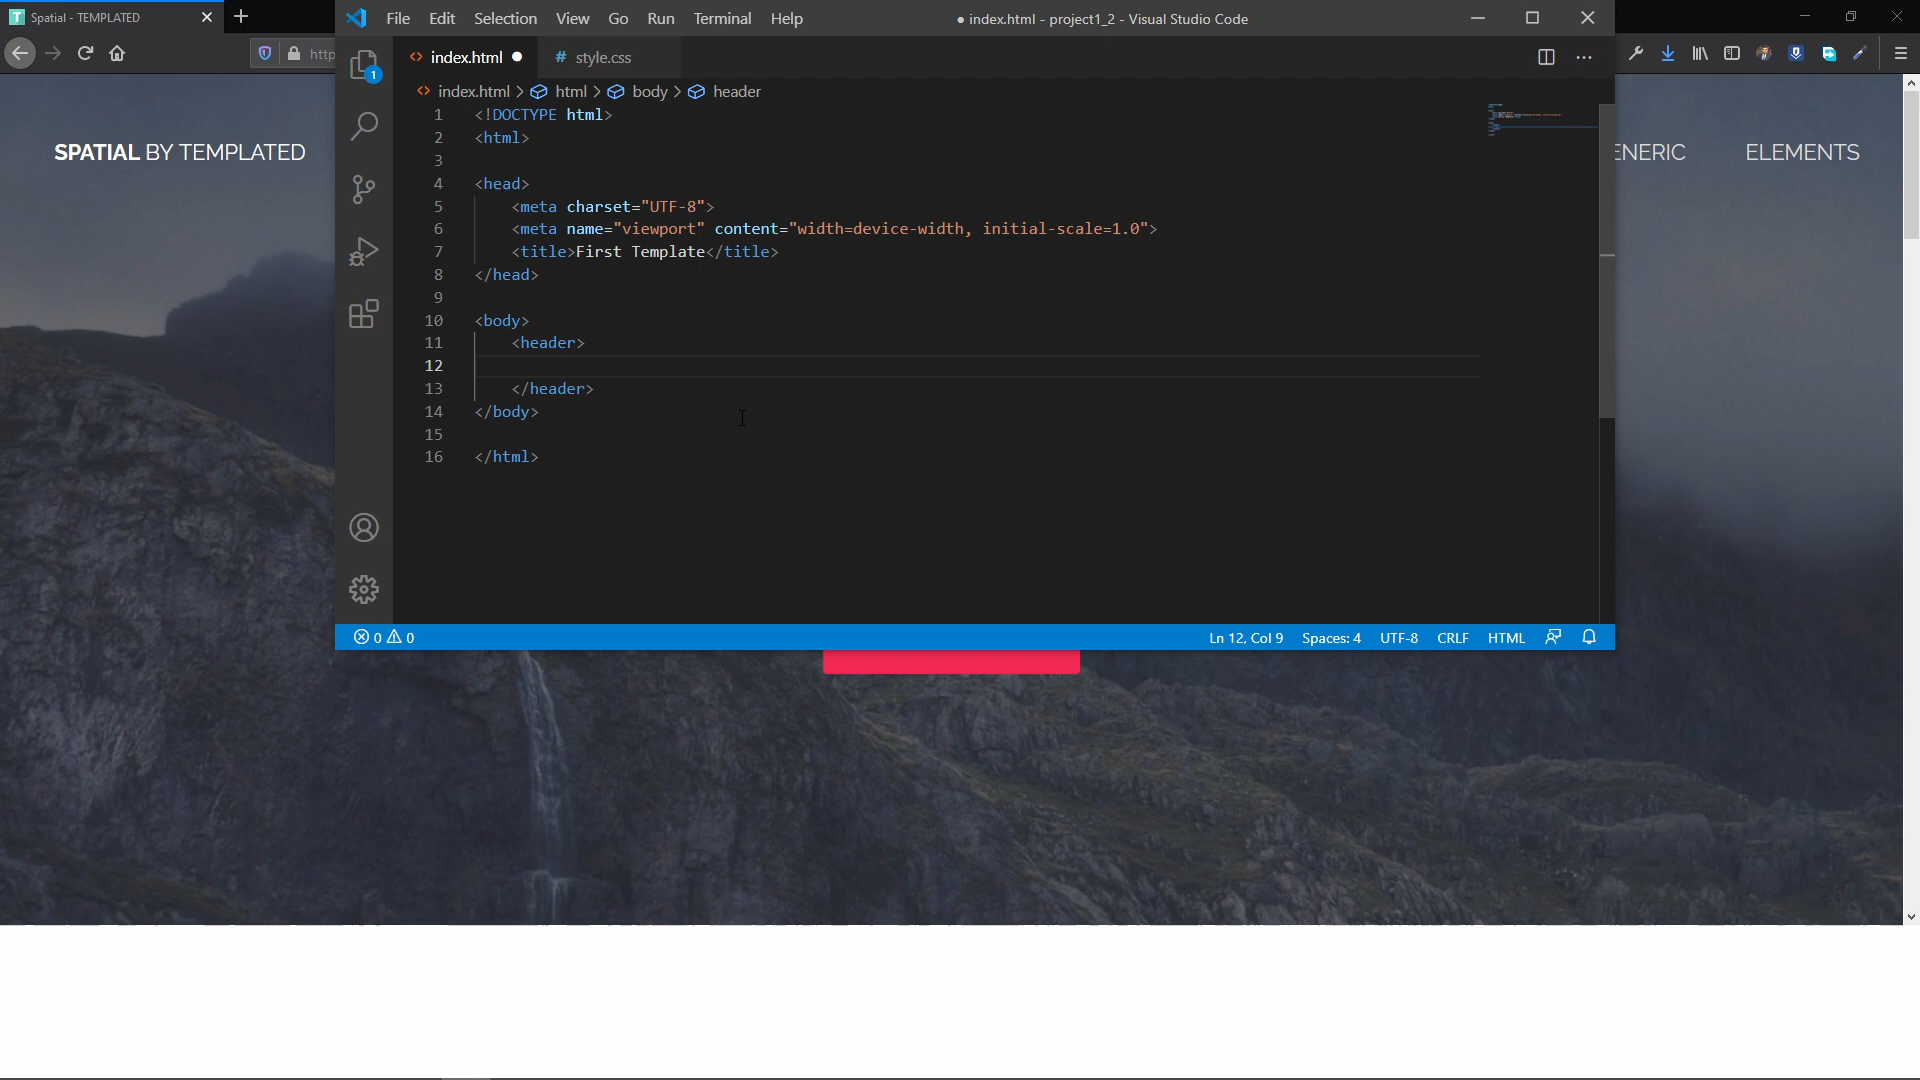 Spatial - TEMPLATED
File Edit Selection View Go Run Terminal Help
● index.html - project1_2 - Visual Studio Code
http
1
<> index.html ●
# style.css
<> index.html > html > body > header
1 <!DOCTYPE html>
2 <html>
3
4 <head>
5 <meta charset="UTF-8">
6 <meta name="viewport" content="width=device-width, initial-scale=1.0">
7 <title>First Template</title>
8 </head>
9
10 <body>
11 <header>
12
13 </header>
14 </body>
15
16 </html>
SPATIAL BY TEMPLATED
ENERIC
ELEMENTS
0 0
Ln 12, Col 9 Spaces: 4 UTF-8 CRLF HTML